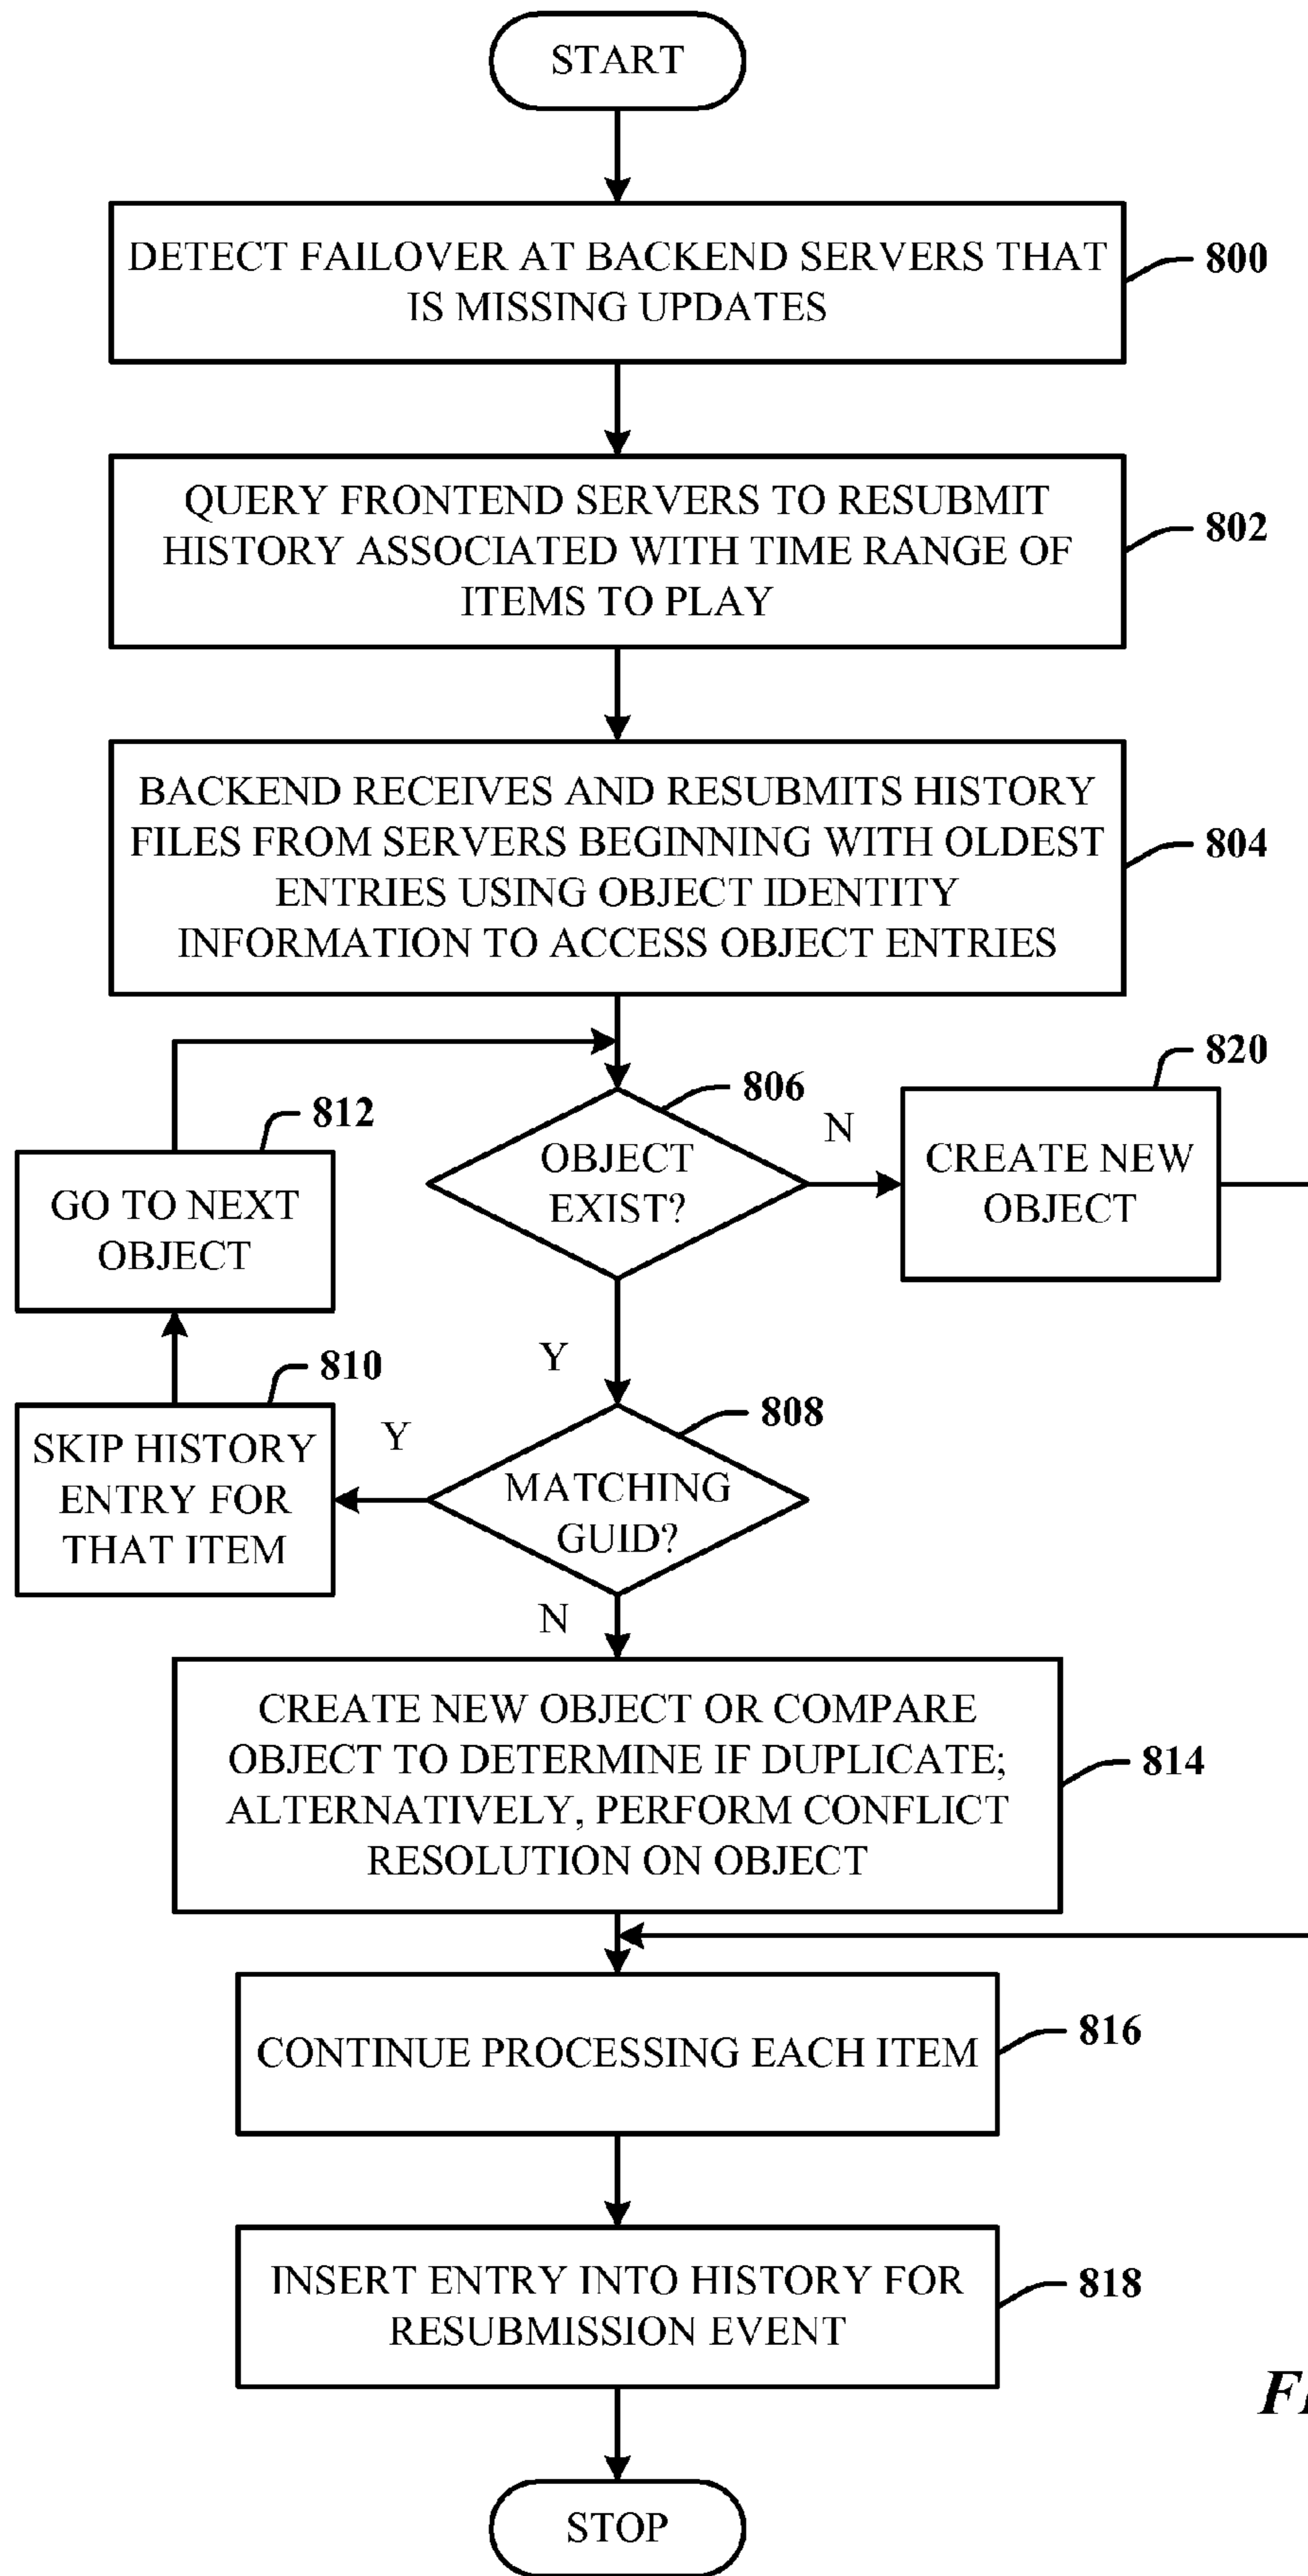 START
DETECT FAILOVER AT BACKEND SERVERS THAT
IS MISSING UPDATES
800
QUERY FRONTEND SERVERS TO RESUBMIT
HISTORY ASSOCIATED WITH TIME RANGE OF
ITEMS TO PLAY
802
BACKEND RECEIVES AND RESUBMITS HISTORY
FILES FROM SERVERS BEGINNING WITH OLDEST
ENTRIES USING OBJECT IDENTITY
INFORMATION TO ACCESS OBJECT ENTRIES
804
806
OBJECT
EXIST?
N
820
CREATE NEW
OBJECT
812
GO TO NEXT
OBJECT
Y
810
SKIP HISTORY
ENTRY FOR
THAT ITEM
Y
808
MATCHING
GUID?
N
CREATE NEW OBJECT OR COMPARE
OBJECT TO DETERMINE IF DUPLICATE;
ALTERNATIVELY, PERFORM CONFLICT
RESOLUTION ON OBJECT
814
CONTINUE PROCESSING EACH ITEM
816
INSERT ENTRY INTO HISTORY FOR
RESUBMISSION EVENT
818
STOP